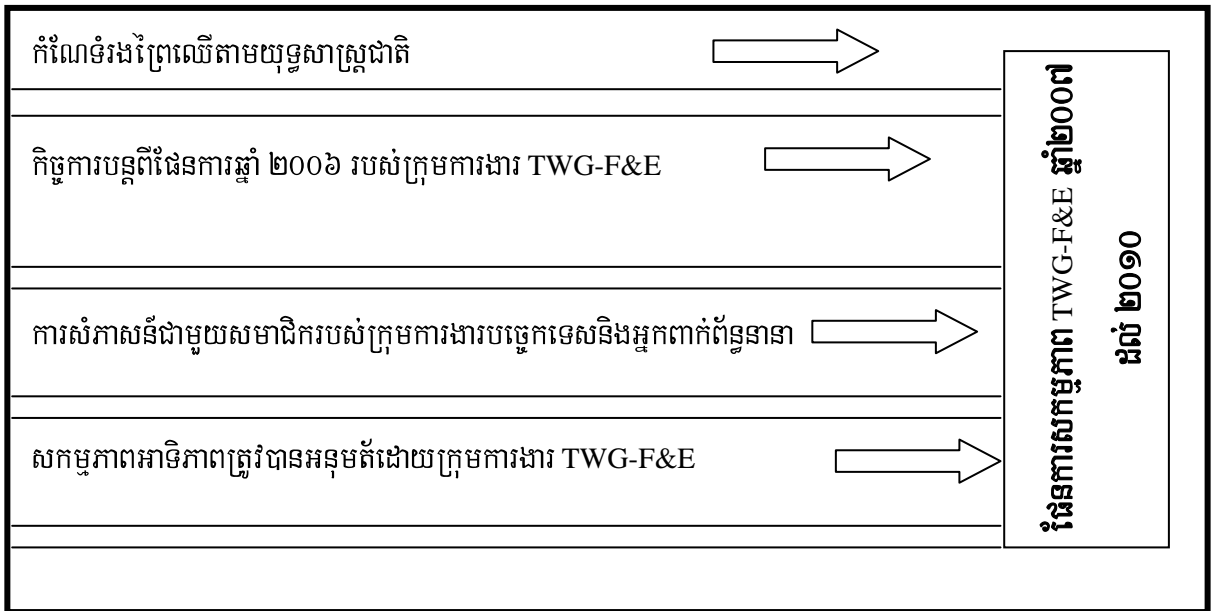 កំណែទំរង់ព្រៃឈើតាមយុទ្ធសាស្ត្រជាតិ
កិច្ចការបន្តពីផែនការឆ្នាំ ២០០៦ របស់ក្រុមការងារ TWG-F&E
ការសំភាសន៍ជាមួយសមាជិករបស់ក្រុមការងារបច្ចេកទេសនិងអ្នកពាក់ព័ន្ធនានា
សកម្មភាពអាទិភាពត្រូវបានអនុមត័ដោយក្រុមការងារ TWG-F&E
ផែនការសកម្មភាព TWG-F&E ឆ្នាំ២០០៧
ដល់ ២០១០